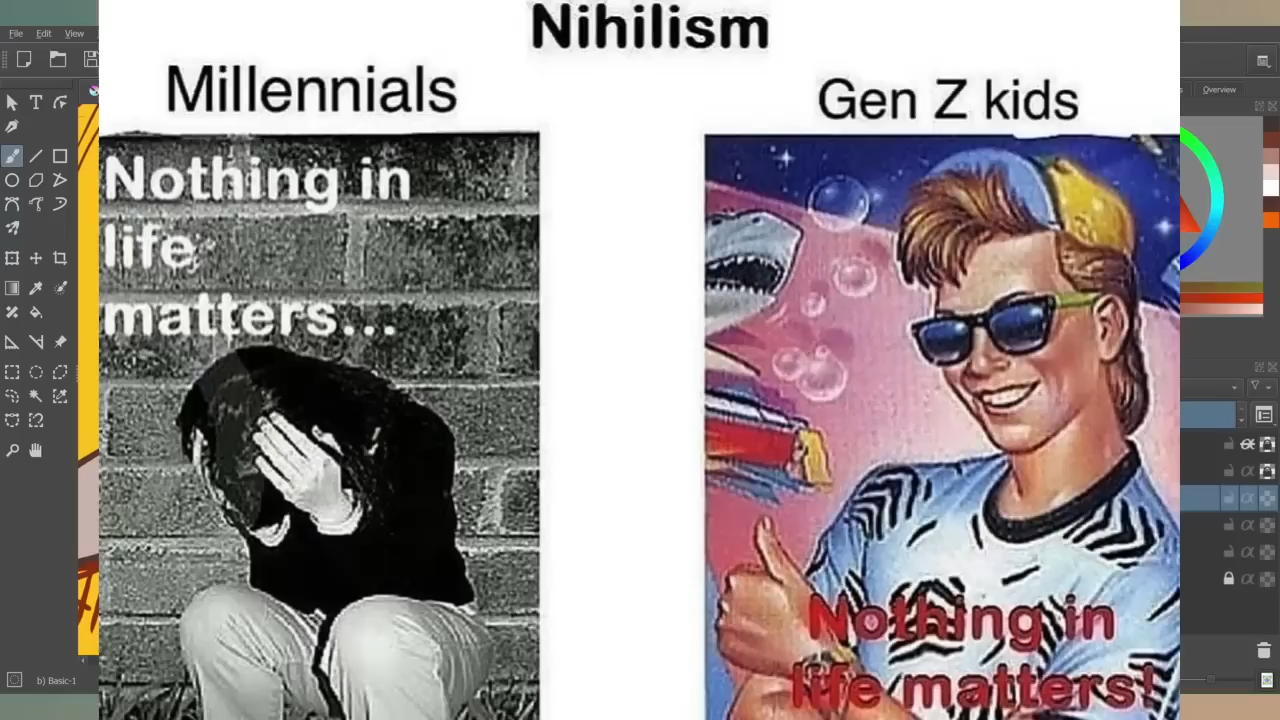 Nihilism
Millennials
Gen Z kids
File Edit View
Overview
Nothing in
life
matters...
Nothing in
life matters!
b) Basic-1